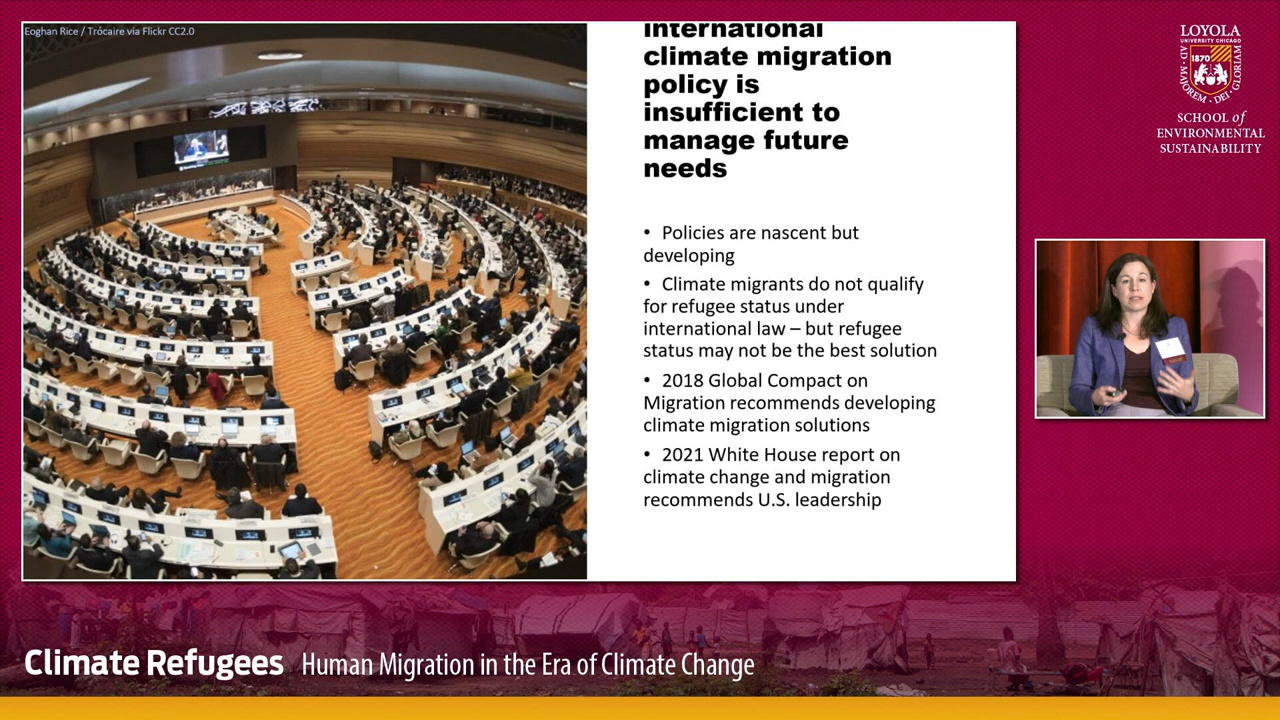 Eoghan Rice / Trócaire via Flickr CC2.0
international
climate migration
policy is
insufficient to
manage future
needs
• Policies are nascent but
developing
• Climate migrants do not qualify
for refugee status under
international law – but refugee
status may not be the best solution
• 2018 Global Compact on
Migration recommends developing
climate migration solutions
• 2021 White House report on
climate change and migration
recommends U.S. leadership
LOYOLA
UNIVERSITY CHICAGO
1870
AD · MAJOREM · DEI · GLORIAM
SCHOOL of
ENVIRONMENTAL
SUSTAINABILITY
Climate Refugees Human Migration in the Era of Climate Change